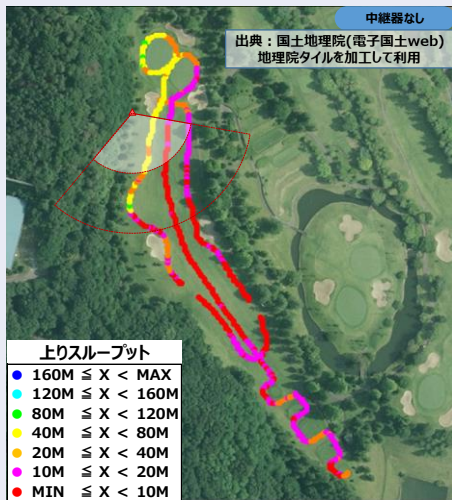 中継器なし
出典：国土地理院(電子国土web)
地理院タイルを加工して利用
上りスループット
160M ≦ X < MAX
120M ≦ X < 160M
80M ≦ X < 120M
40M ≦ X < 80M
20M ≦ X < 40M
10M ≦ X < 20M
MIN ≦ X < 10M